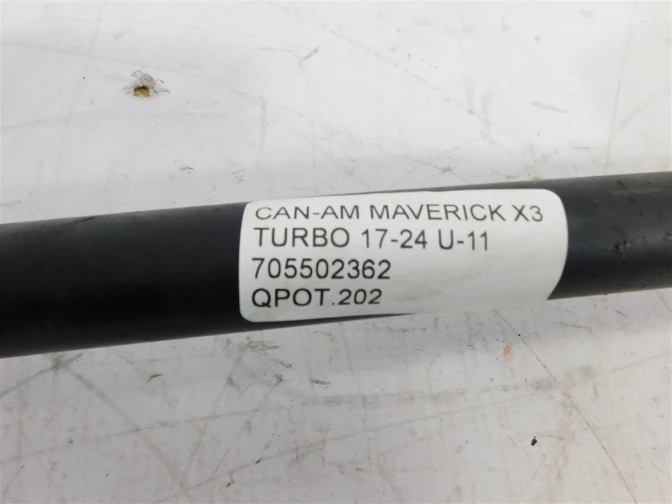 CAN-AM MAVERICK X3
TURBO 17-24 U-11
705502362
QPOT.202